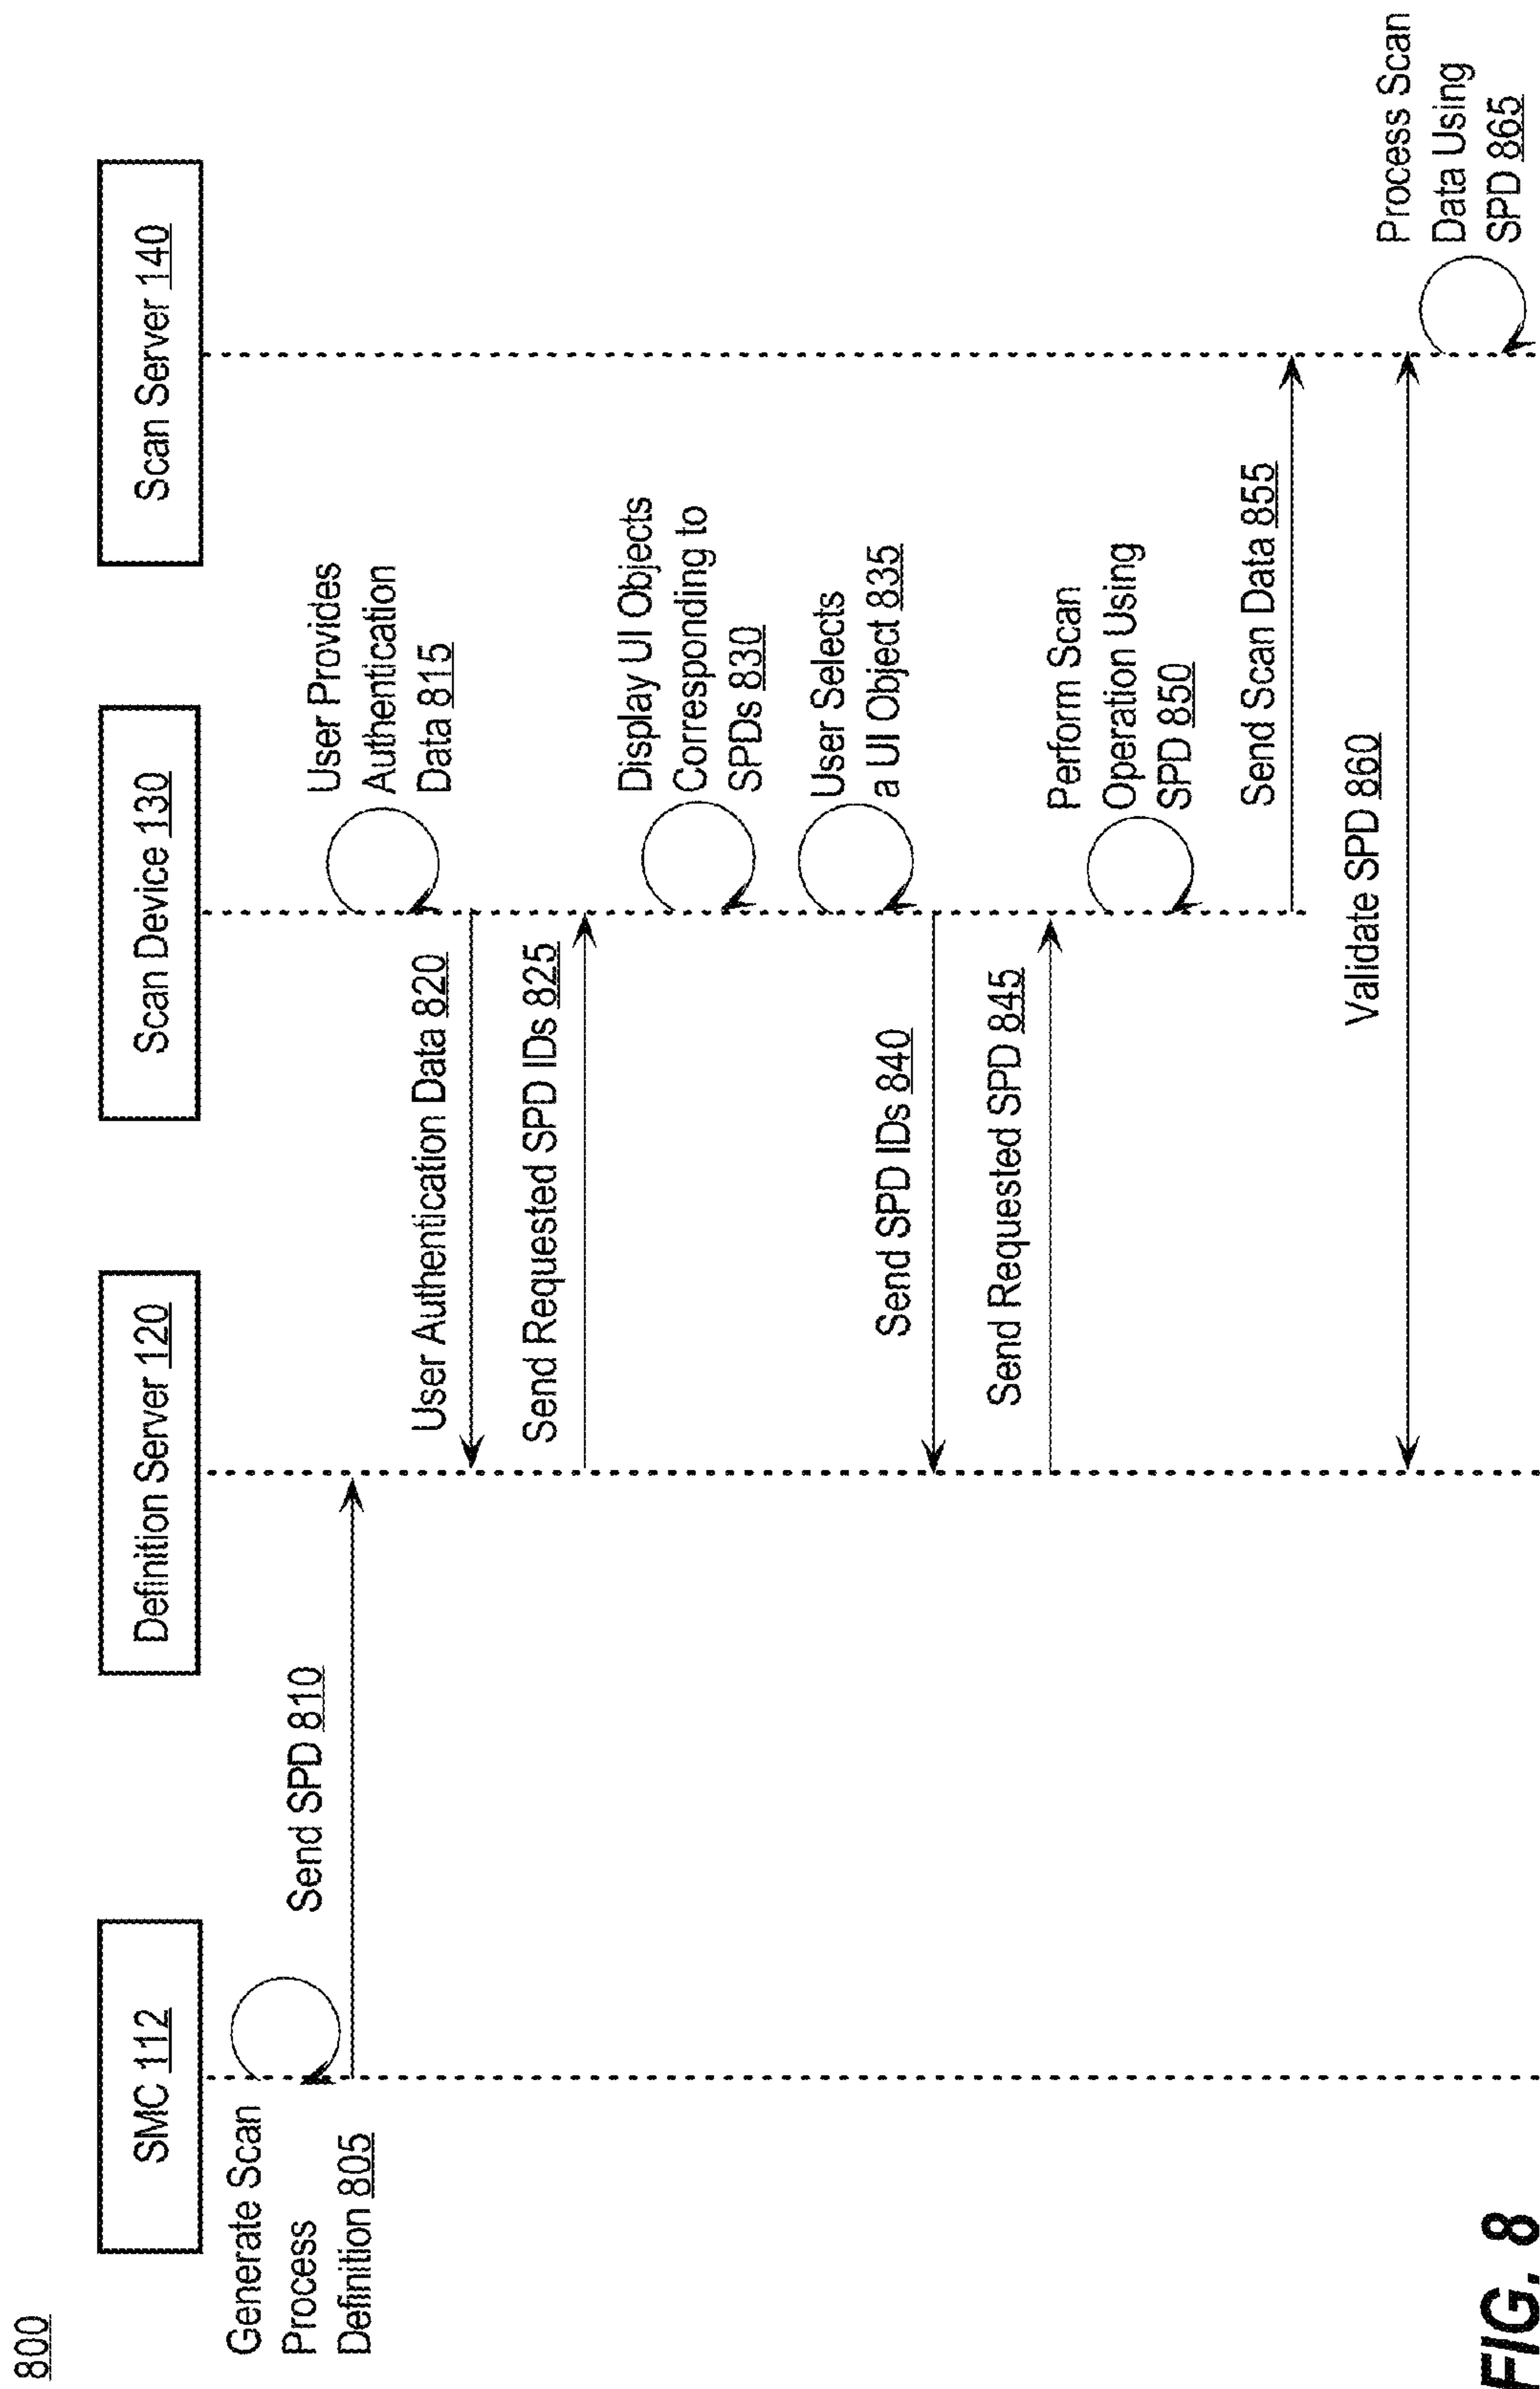 800
SMC 112
Definition Server 120
Scan Device 130
Scan Server 140
Generate Scan
Process
Definition 805
Send SPD 810
User Provides
Authentication
Data 815
User Authentication Data 820
Send Requested SPD IDs 825
Display UI Objects
Corresponding to
SPDs 830
User Selects
a UI Object 835
Send SPD IDs 840
Send Requested SPD 845
Perform Scan
Operation Using
SPD 850
Send Scan Data 855
Validate SPD 860
Process Scan
Data Using
SPD 865
FIG. 8